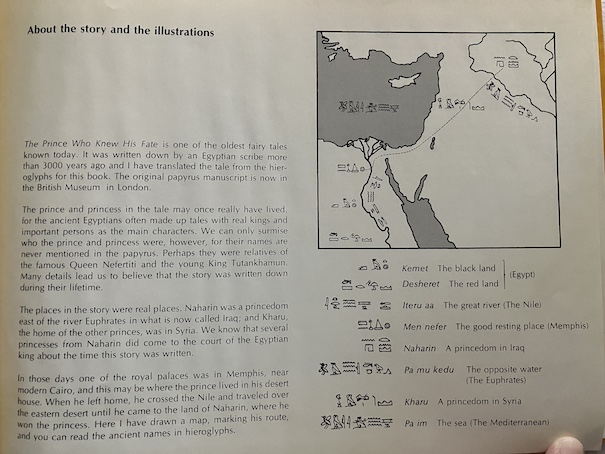 About the story and the illustrations
The Prince Who Knew His Fate is one of the oldest fairy tales
known today. It was written down by an Egyptian scribe more
than 3000 years ago and I have translated the tale from the hier-
oglyphs for this book. The original papyrus manuscript is now in
the British Museum in London.
The prince and princess in the tale may once really have lived,
for the ancient Egyptians often made up tales with real kings and
important persons as the main characters. We can only surmise
who the prince and princess were, however, for their names are
never mentioned in the papyrus. Perhaps they were relatives of
the famous Queen Nefertiti and the young King Tutankhamun.
Many details lead us to believe that the story was written down
during their lifetime.
The places in the story were real places. Naharin was a princedom
east of the river Euphrates in what is now called Iraq; and Kharu,
the home of the other princes, was in Syria. We know that several
princesses from Naharin did come to the court of the Egyptian
king about the time this story was written.
In those days one of the royal palaces was in Memphis, near
modern Cairo, and this may be where the prince lived in his desert
house. When he left home, he crossed the Nile and traveled over
the eastern desert until he came to the land of Naharin, where he
won the princess. Here I have drawn a map, marking his route,
and you can read the ancient names in hieroglyphs.
Kemet The black land
Desheret The red land
(Egypt)
Iteru aa The great river (The Nile)
Men nefer The good resting place (Memphis)
Naharin A princedom in Iraq
Pa mu kedu The opposite water
(The Euphrates)
Kharu A princedom in Syria
Pa im The sea (The Mediterranean)